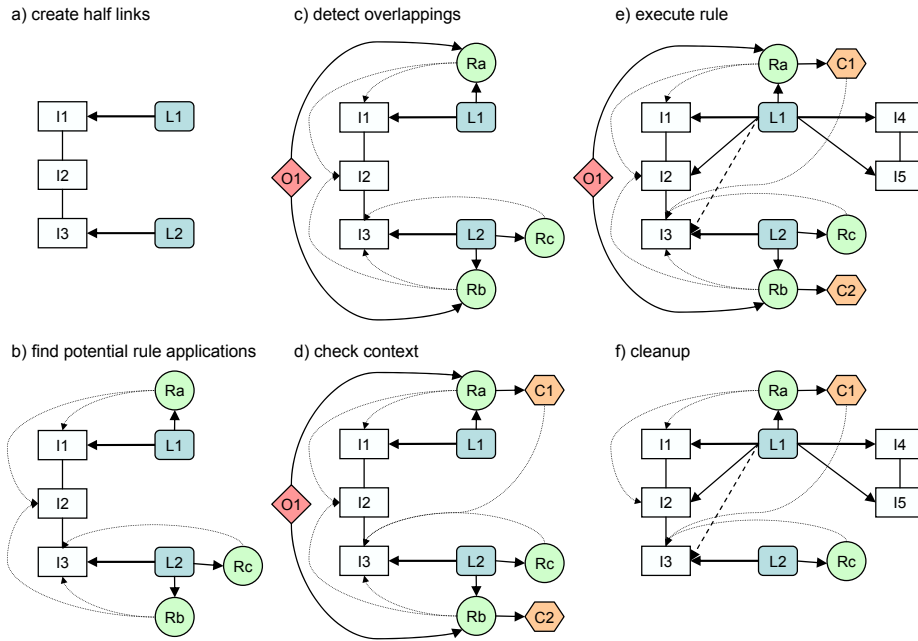 a) create half links
I1
L1
I2
I3
L2
b) find potential rule applications
Ra
I1
L1
I2
I3
L2
Rc
Rb
c) detect overlappings
Ra
I1
L1
O1
I2
I3
L2
Rc
Rb
d) check context
Ra
C1
I1
L1
O1
I2
I3
L2
Rc
Rb
C2
e) execute rule
Ra
C1
I1
L1
I4
O1
I2
I5
I3
L2
Rc
Rb
C2
f) cleanup
Ra
C1
I1
L1
I4
I2
I5
I3
L2
Rc